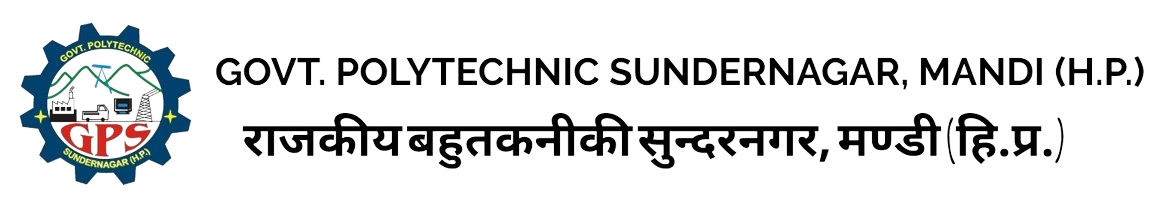 GOVT. POLYTECHNIC
GPS
SUNDERNAGAR (H.P.)
GOVT. POLYTECHNIC SUNDERNAGAR, MANDI (H.P.)
राजकीय बहुतकनीकी सुन्दरनगर, मण्डी (हि.प्र.)